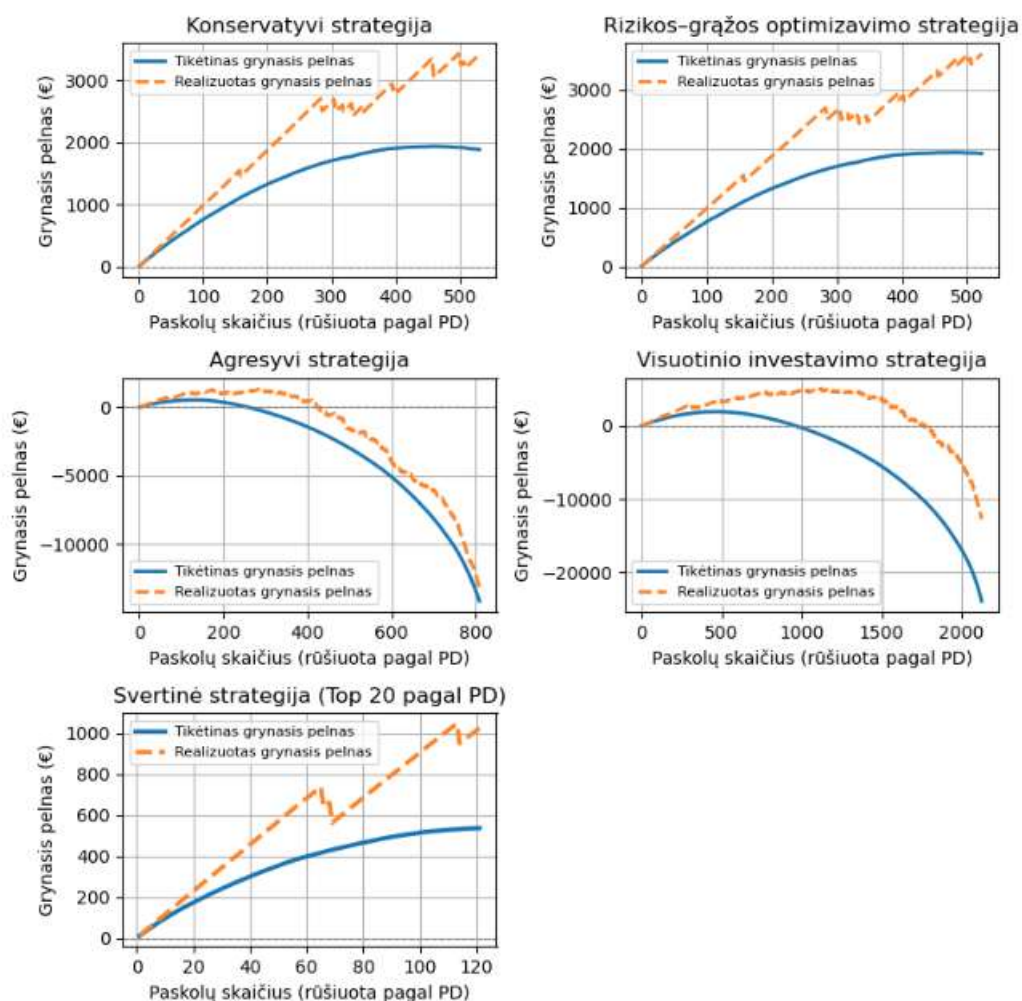 Konservatyvi strategija
Tikėtinas grynasis pelnas
Realizuotas grynasis pelnas
Grynasis pelnas (€)
3000
2000
1000
0
0 100 200 300 400 500
Paskolų skaičius (rūšiuota pagal PD)
Rizikos–grąžos optimizavimo strategija
Tikėtinas grynasis pelnas
Realizuotas grynasis pelnas
Grynasis pelnas (€)
3000
2000
1000
0
0 100 200 300 400 500
Paskolų skaičius (rūšiuota pagal PD)
Agresyvi strategija
Grynasis pelnas (€)
0
−5000
−10000
Tikėtinas grynasis pelnas
Realizuotas grynasis pelnas
0 200 400 600 800
Paskolų skaičius (rūšiuota pagal PD)
Visuotinio investavimo strategija
Grynasis pelnas (€)
0
−10000
−20000
Tikėtinas grynasis pelnas
Realizuotas grynasis pelnas
0 500 1000 1500 2000
Paskolų skaičius (rūšiuota pagal PD)
Svertinė strategija (Top 20 pagal PD)
Tikėtinas grynasis pelnas
Realizuotas grynasis pelnas
Grynasis pelnas (€)
1000
800
600
400
200
0
0 20 40 60 80 100 120
Paskolų skaičius (rūšiuota pagal PD)